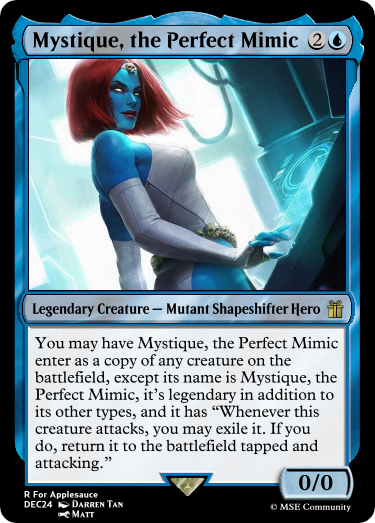 Mystique, the Perfect Mimic 2
Legendary Creature — Mutant Shapeshifter Hero
You may have Mystique, the Perfect Mimic
enter as a copy of any creature on the
battlefield, except its name is Mystique, the
Perfect Mimic, it's legendary in addition to
its other types, and it has “Whenever this
creature attacks, you may exile it. If you
do, return it to the battlefield tapped and
attacking.”
0/0
R For Applesauce
DEC24 Darren Tan
Matt
© MSE Community